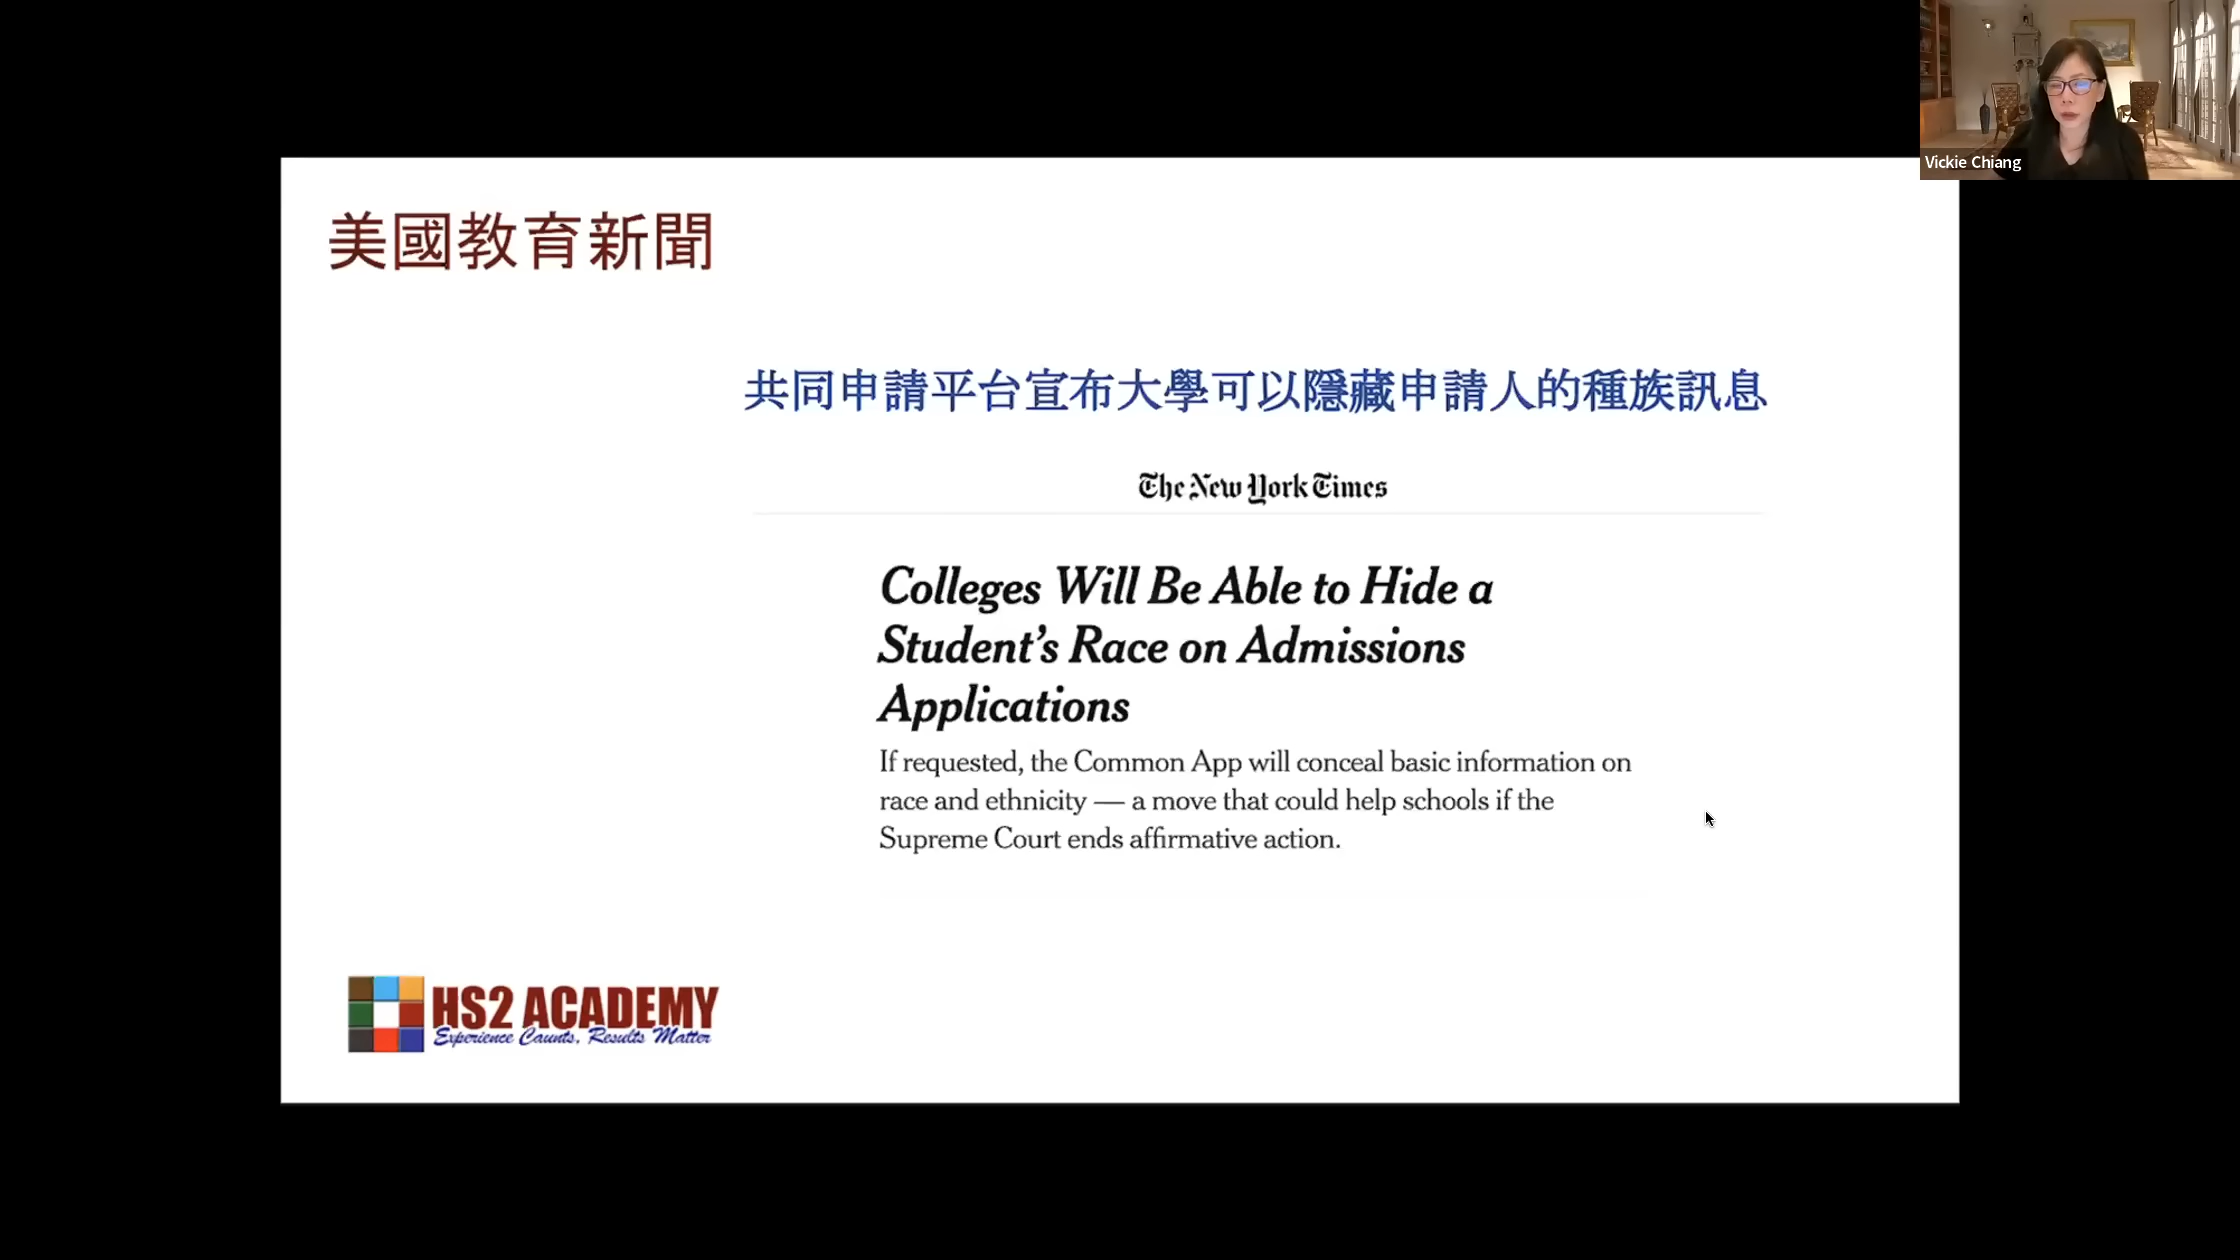 Vickie Chiang
美國教育新聞
共同申請平台宣布大學可以隱藏申請人的種族訊息
The New York Times
Colleges Will Be Able to Hide a
Student’s Race on Admissions
Applications
If requested, the Common App will conceal basic information on
race and ethnicity — a move that could help schools if the
Supreme Court ends affirmative action.
HS2 ACADEMY
Experience Counts, Results Matter